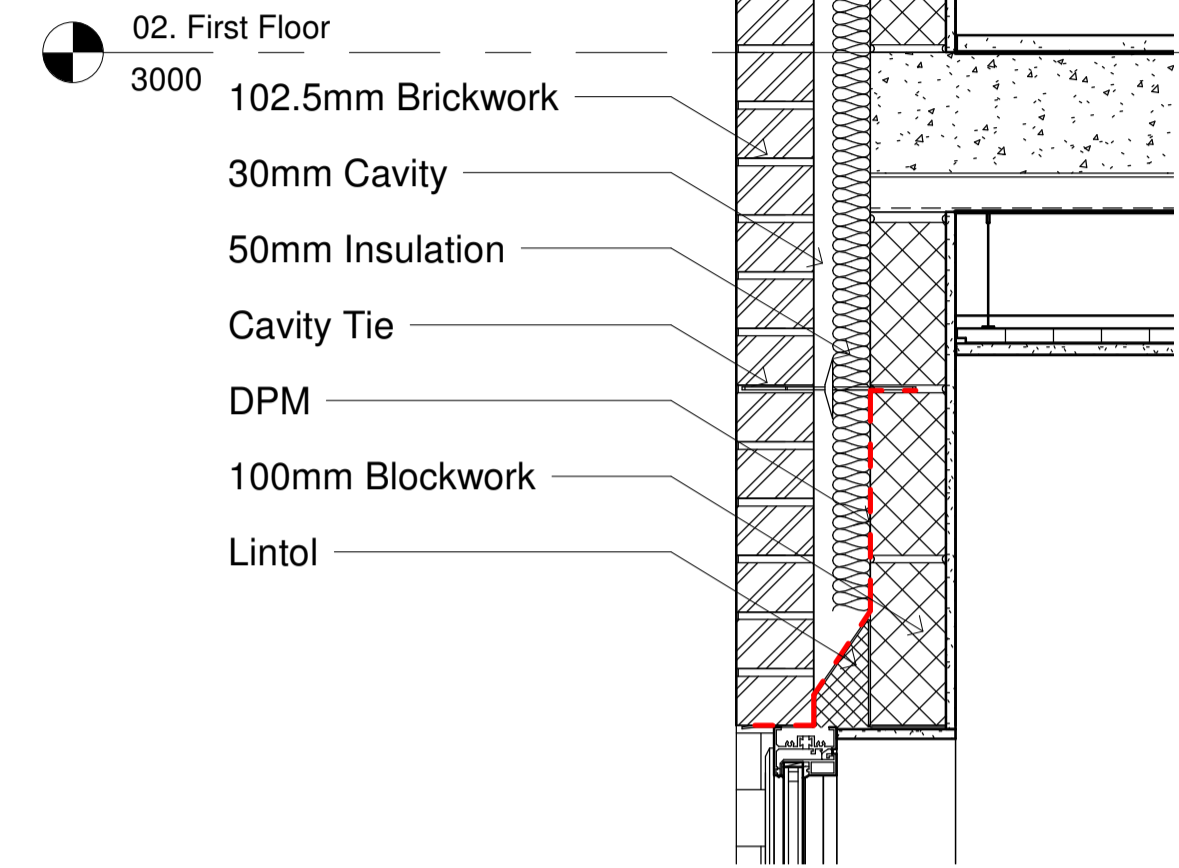 02. First Floor
3000
102.5mm Brickwork
30mm Cavity
50mm Insulation
Cavity Tie
DPM
100mm Blockwork
Lintol